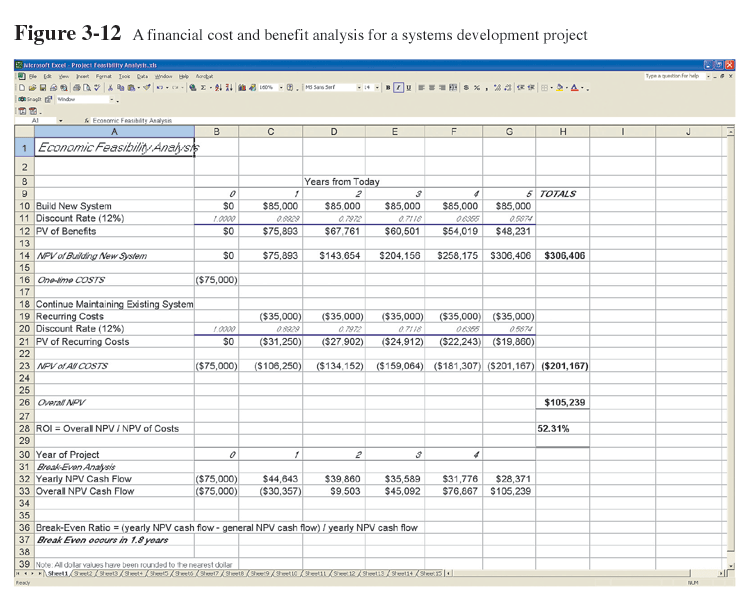 Figure 3-12 A financial cost and benefit analysis for a systems development project
Microsoft Excel - Project Feasibility Analysis.xls
File Edit View Insert Format Tools Data Window Help Acrobat Type a question for help
100% MS Sans Serif 14 B I U
SnagIt Window
A1 fx Economic Feasibility Analysis
A B C D E F G H I J
1 Economic Feasibility Analysis
2
8 Years from Today
9 0 1 2 3 4 5 TOTALS
10 Build New System $0 $85,000 $85,000 $85,000 $85,000 $85,000
11 Discount Rate (12%) 1.0000 0.8929 0.7972 0.7118 0.6355 0.5674
12 PV of Benefits $0 $75,893 $67,761 $60,501 $54,019 $48,231
13
14 NPV of Building New System $0 $75,893 $143,654 $204,156 $258,175 $306,406 $306,406
15
16 One-time COSTS ($75,000)
17
18 Continue Maintaining Existing System
19 Recurring Costs ($35,000) ($35,000) ($35,000) ($35,000) ($35,000)
20 Discount Rate (12%) 1.0000 0.8929 0.7972 0.7118 0.6355 0.5674
21 PV of Recurring Costs $0 ($31,250) ($27,902) ($24,912) ($22,243) ($19,860)
22
23 NPV of All COSTS ($75,000) ($106,250) ($134,152) ($159,064) ($181,307) ($201,167) ($201,167)
24
25
26 Overall NPV $105,239
27
28 ROI = Overall NPV / NPV of Costs 52.31%
29
30 Year of Project 0 1 2 3 4
31 Break-Even Analysis
32 Yearly NPV Cash Flow ($75,000) $44,643 $39,860 $35,589 $31,776 $28,371
33 Overall NPV Cash Flow ($75,000) ($30,357) $9,503 $45,092 $76,867 $105,239
34
35
36 Break-Even Ratio = (yearly NPV cash flow - general NPV cash flow) / yearly NPV cash flow
37 Break Even occurs in 1.8 years
38
39 Note: All dollar values have been rounded to the nearest dollar
Sheet1 Sheet2 Sheet3 Sheet4 Sheet5 Sheet6 Sheet7 Sheet8 Sheet9 Sheet10 Sheet11 Sheet12 Sheet13 Sheet14 Sheet15
Ready NUM